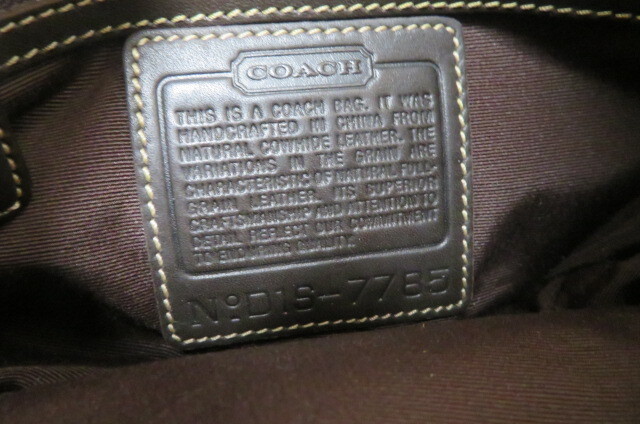 COACH
THIS IS A COACH BAG. IT WAS
HANDCRAFTED IN CHINA FROM
NATURAL COWHIDE LEATHER. THE
VARIATIONS IN THE GRAIN ARE
CHARACTERISTIC OF NATURAL FULL-
GRAIN LEATHER. ITS SUPERIOR
CRAFTSMANSHIP AND ATTENTION TO
DETAIL REFLECT OUR COMMITMENT
TO ENDURING QUALITY.
No D1S-7785